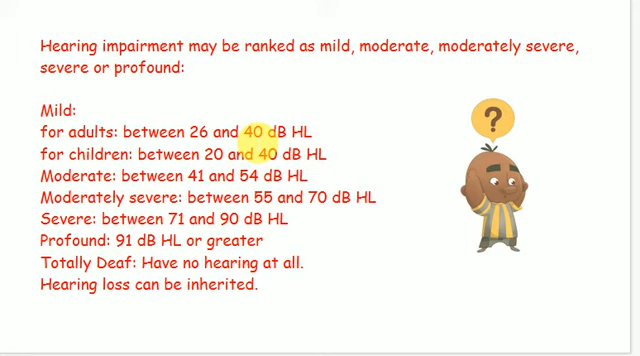 Hearing impairment may be ranked as mild, moderate, moderately severe,
severe or profound:
Mild:
for adults: between 26 and 40 dB HL
for children: between 20 and 40 dB HL
Moderate: between 41 and 54 dB HL
Moderately severe: between 55 and 70 dB HL
Severe: between 71 and 90 dB HL
Profound: 91 dB HL or greater
Totally Deaf: Have no hearing at all.
Hearing loss can be inherited.
?